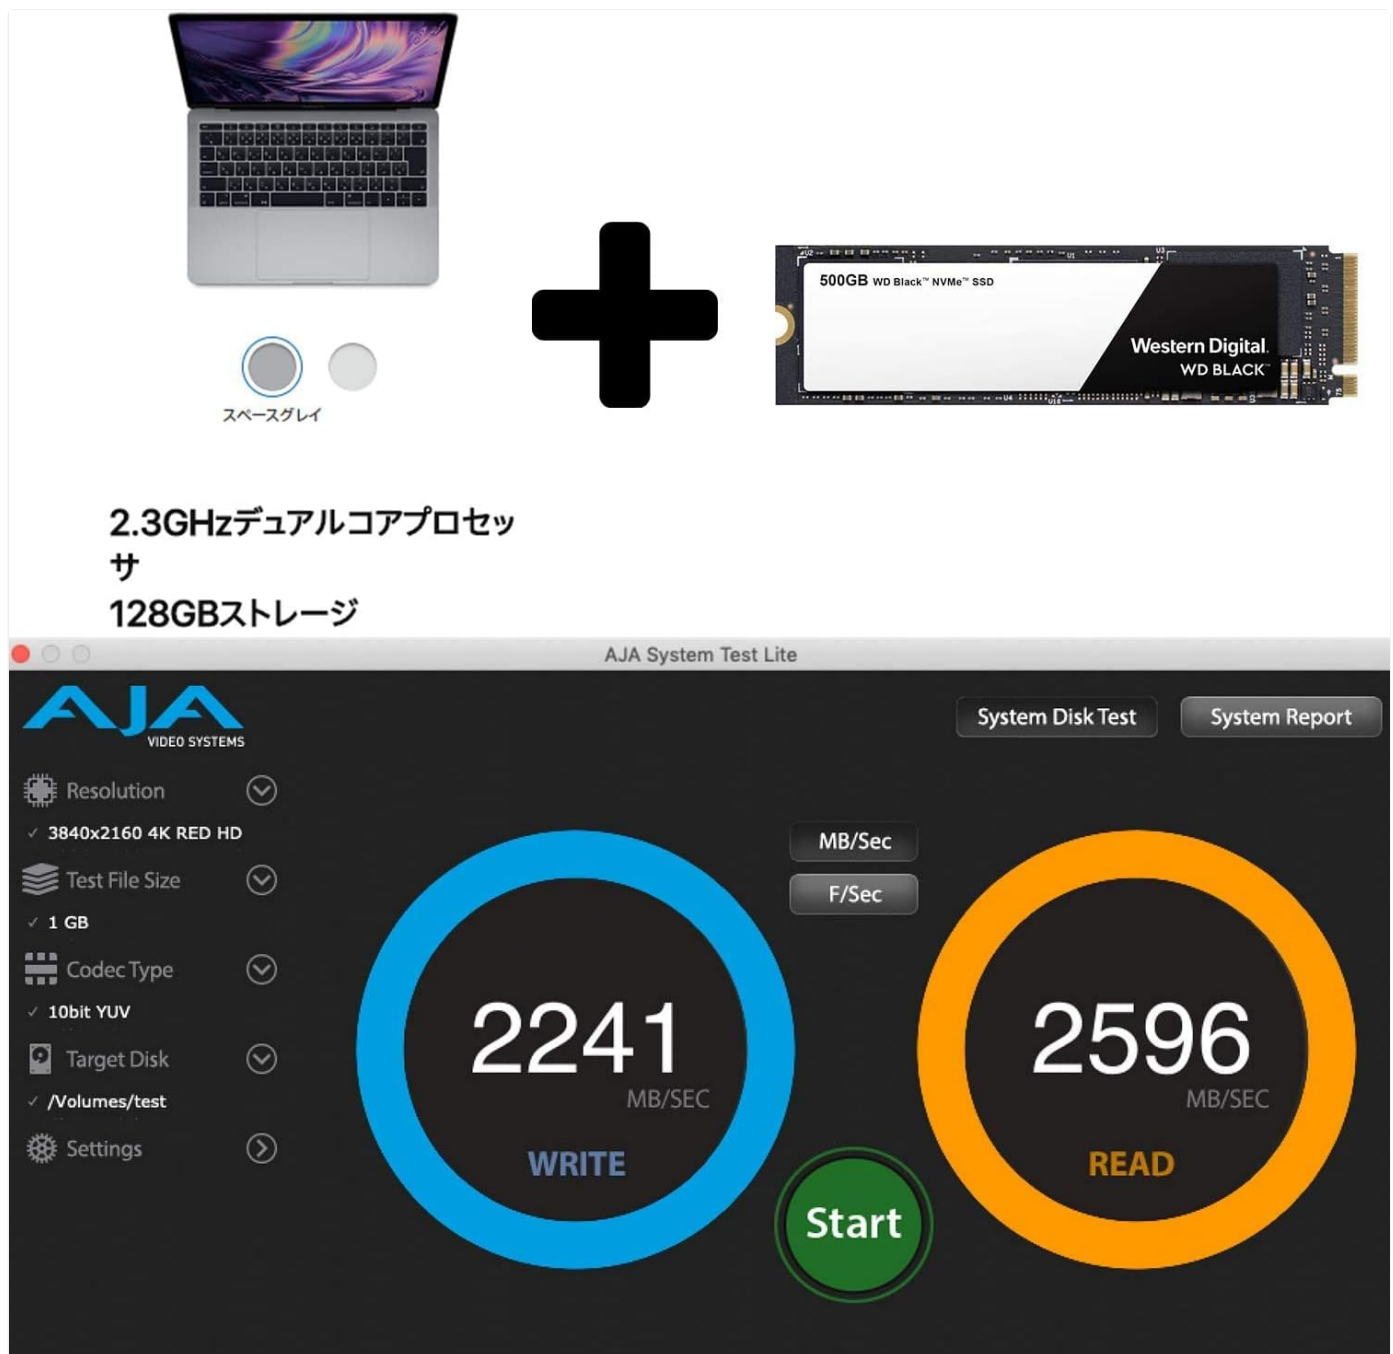 スペースグレイ
500GB WD Black™ NVMe™ SSD
Western Digital.
WD BLACK™
2.3GHzデュアルコアプロセッ
サ
128GBストレージ
AJA System Test Lite
AJA
VIDEO SYSTEMS
System Disk Test
System Report
Resolution
✓ 3840x2160 4K RED HD
Test File Size
✓ 1 GB
Codec Type
✓ 10bit YUV
Target Disk
✓ /Volumes/test
Settings
MB/Sec
F/Sec
2241
MB/SEC
WRITE
2596
MB/SEC
READ
Start